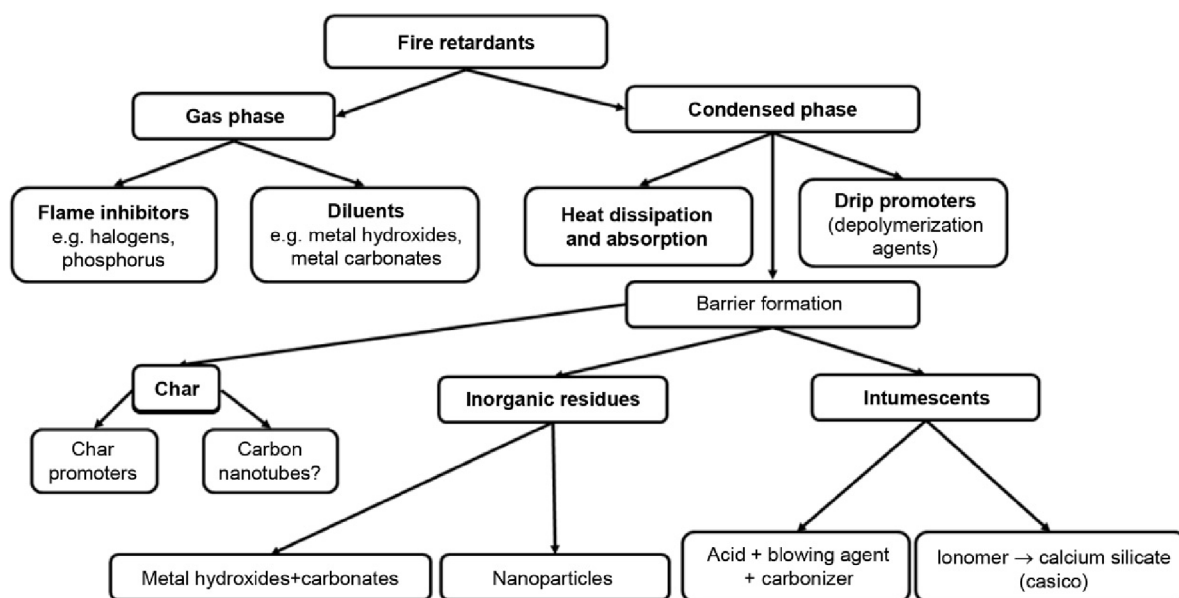 Fire retardants
Gas phase
Condensed phase
Flame inhibitors
e.g. halogens,
phosphorus
Diluents
e.g. metal hydroxides,
metal carbonates
Heat dissipation
and absorption
Drip promoters
(depolymerization
agents)
Barrier formation
Char
Inorganic residues
Intumescents
Char
promoters
Carbon
nanotubes?
Metal hydroxides+carbonates
Nanoparticles
Acid + blowing agent
+ carbonizer
Ionomer → calcium silicate
(casico)